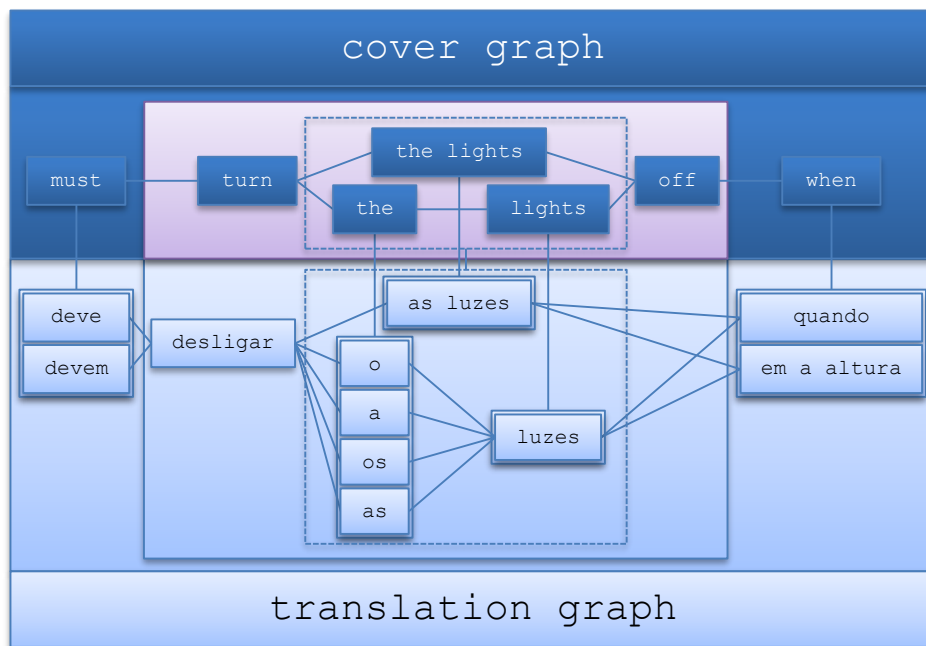 cover graph
the lights
must
turn
off
when
the
lights
as luzes
deve
quando
desligar
devem
o
em a altura
a
luzes
os
as
translation graph